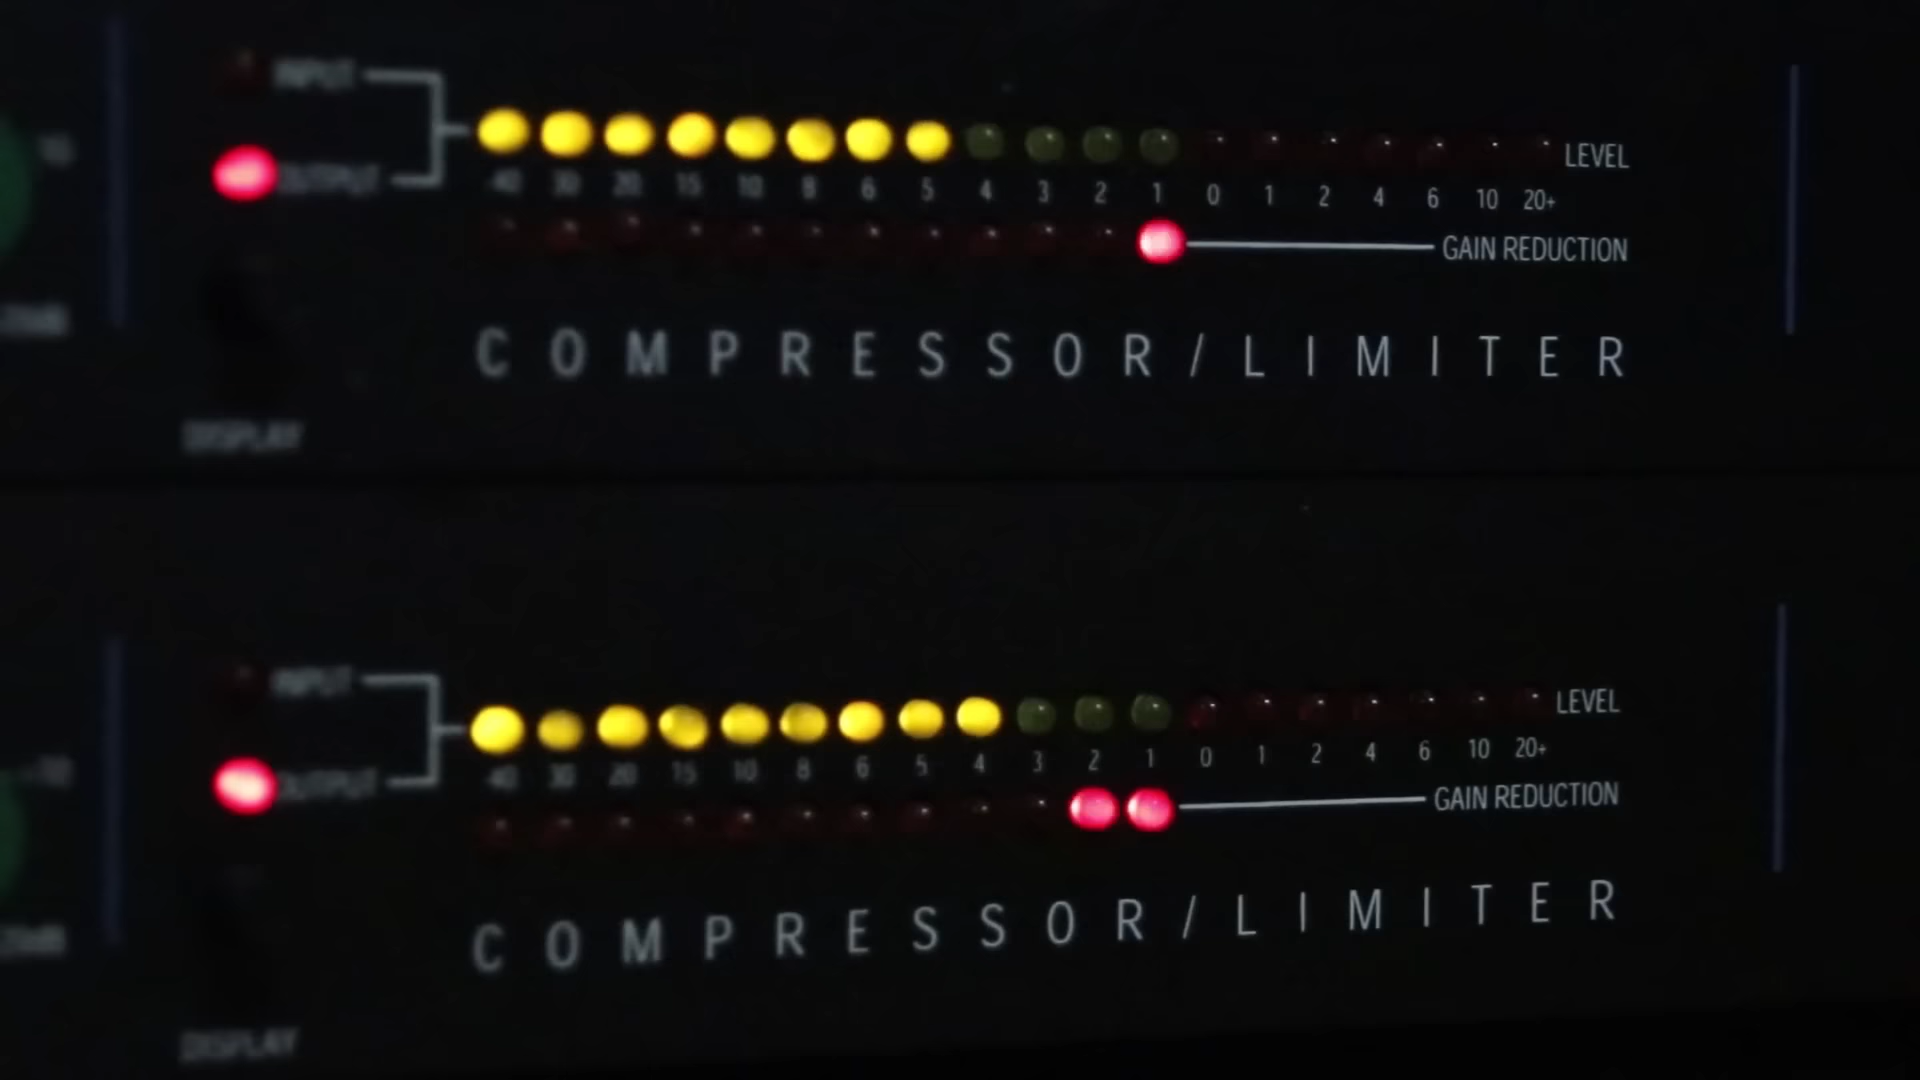 INPUT
LEVEL
OUTPUT
40 30 20 15 10 8 6 5 4 3 2 1 0 1 2 4 6 10 20+
GAIN REDUCTION
COMPRESSOR/LIMITER
DISPLAY
INPUT
LEVEL
OUTPUT
40 30 20 15 10 8 6 5 4 3 2 1 0 1 2 4 6 10 20+
GAIN REDUCTION
COMPRESSOR/LIMITER
DISPLAY